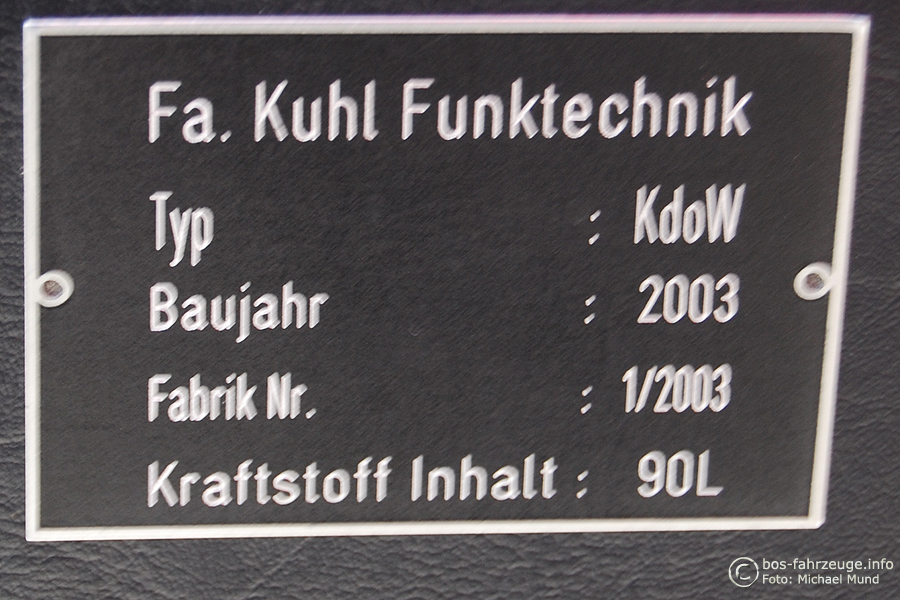 Fa. Kuhl Funktechnik
Typ : KdoW
Baujahr : 2003
Fabrik Nr. : 1/2003
Kraftstoff Inhalt : 90L
© bos-fahrzeuge.info
Foto: Michael Mund